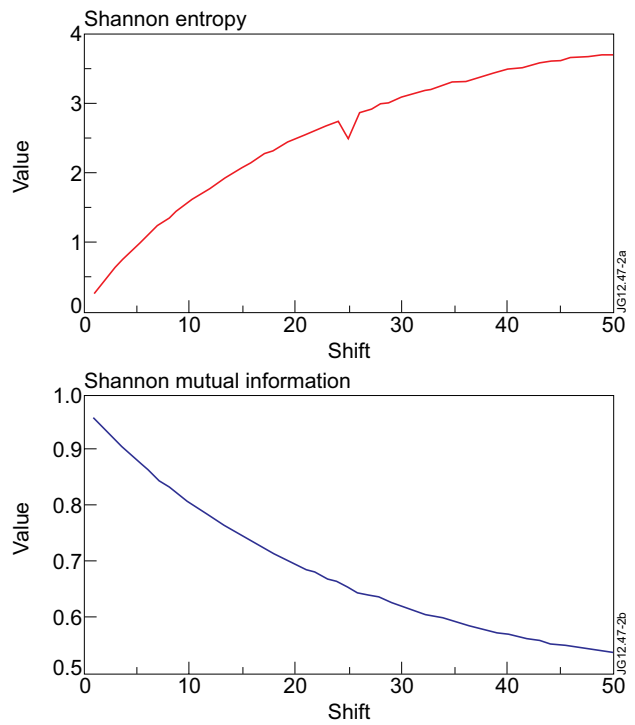 Shannon entropy
4
3
2
1
0
Value
0 10 20 30 40 50
Shift
JG12.47-2a
Shannon mutual information
1.0
0.9
0.8
0.7
0.6
0.5
Value
0 10 20 30 40 50
Shift
JG12.47-2b